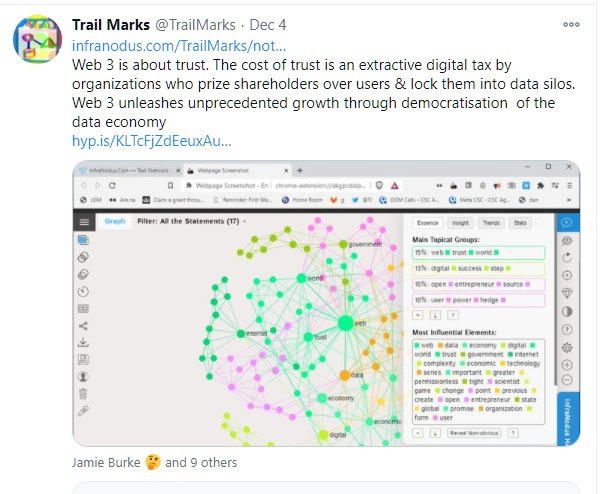 Trail Marks @TrailMarks · Dec 4
infranodus.com/TrailMarks/not...
Web 3 is about trust. The cost of trust is an extractive digital tax by
organizations who prize shareholders over users & lock them into data silos.
Web 3 unleashes unprecedented growth through democratisation of the
data economy
hyp.is/KLTcFjZdEeuxAu...
InfraNodus.Com — Text Network
Webpage Screenshot
Webpage Screenshot - En
chrome-extension://akgpcdalp...
IGW
Are.na
Claim a grant throu...
Reminder First We...
Home Room
DOM Calls - CSC A...
Meta CSC - CSC Ag...
dan
Graph
Filter: All the Statements (17)
Essence Insight Trends Stats
Main Topical Groups:
15%: web trust world
13%: digital success step
10%: open entrepreneur source
10%: user power hedge
Most Influential Elements:
web data economy digital
world trust government internet
complexity economic technology
series important greater
permissionless tight scientist
game change point previous
create open entrepreneur state
global promise organization
form user
Reveal Non-obvious ?
government
world
web
internet
trust
data
economy
economic
digital
Jamie Burke 🤔 and 9 others